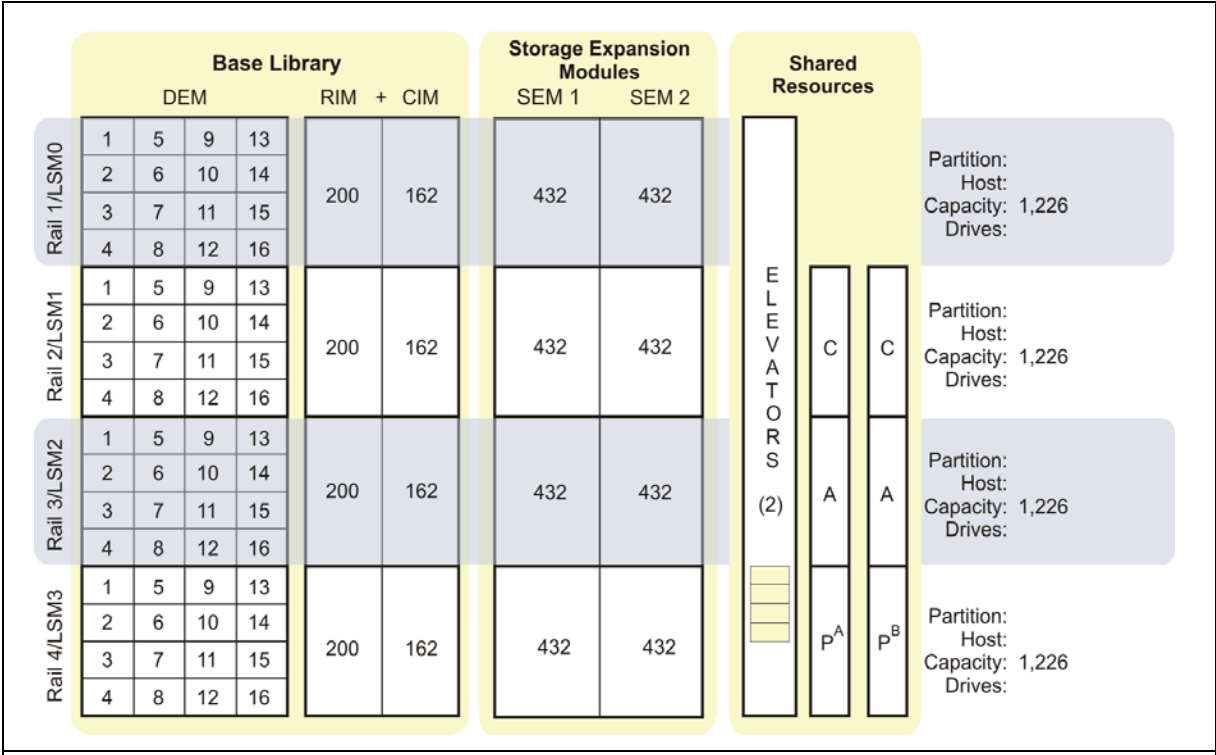 Base Library
Storage Expansion
Modules
Shared
Resources
DEM
RIM + CIM
SEM 1
SEM 2
Rail 1/LSM0
1 5 9 13
2 6 10 14
3 7 11 15
4 8 12 16
200
162
432
432
Partition:
Host:
Capacity: 1,226
Drives:
Rail 2/LSM1
1 5 9 13
2 6 10 14
3 7 11 15
4 8 12 16
200
162
432
432
Partition:
Host:
Capacity: 1,226
Drives:
Rail 3/LSM2
1 5 9 13
2 6 10 14
3 7 11 15
4 8 12 16
200
162
432
432
Partition:
Host:
Capacity: 1,226
Drives:
Rail 4/LSM3
1 5 9 13
2 6 10 14
3 7 11 15
4 8 12 16
200
162
432
432
Partition:
Host:
Capacity: 1,226
Drives:
ELEVATORS
(2)
C
C
A
A
P^A
P^B